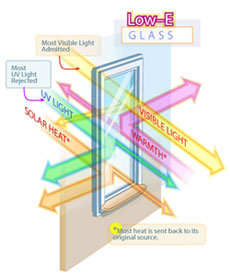 Low-E
GLASS
Most Visible Light
Admitted
Most
UV Light
Rejected
UV LIGHT
SOLAR HEAT*
VISIBLE LIGHT
WARMTH*
*Most heat is sent back to its
original source.